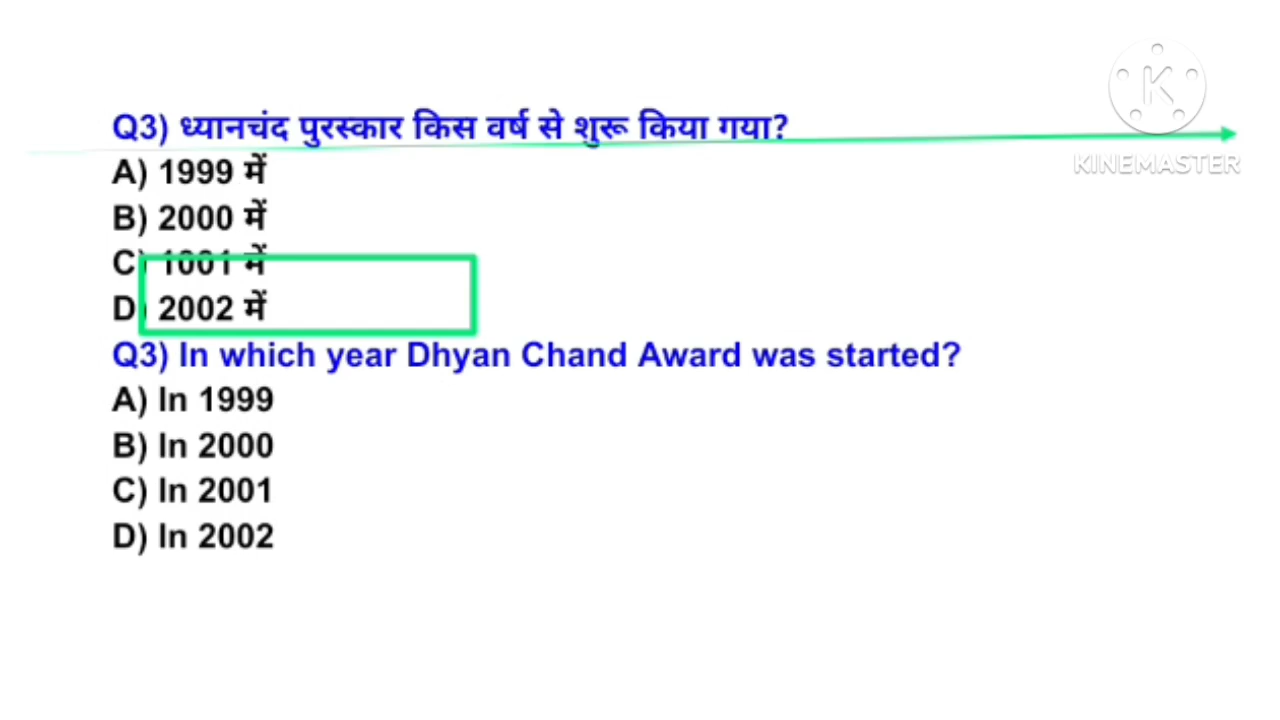 Q3) ध्यानचंद पुरस्कार किस वर्ष से शुरू किया गया?
A) 1999 में
B) 2000 में
C) 1001 में
D) 2002 में
Q3) In which year Dhyan Chand Award was started?
A) In 1999
B) In 2000
C) In 2001
D) In 2002
K
KINEMASTER